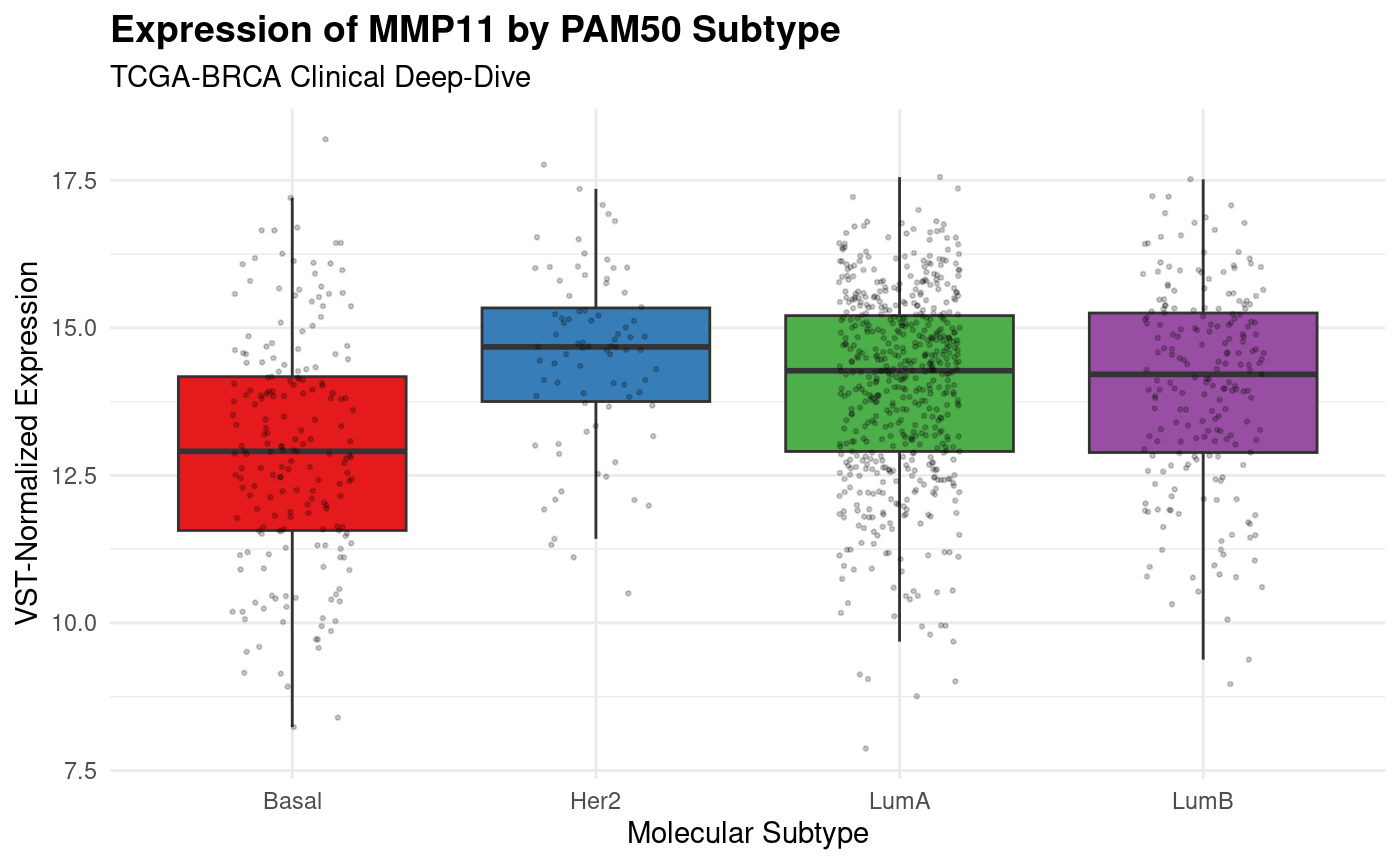 Expression of MMP11 by PAM50 Subtype
TCGA-BRCA Clinical Deep-Dive
VST-Normalized Expression
17.5
15.0
12.5
10.0
7.5
Basal Her2 LumA LumB
Molecular Subtype